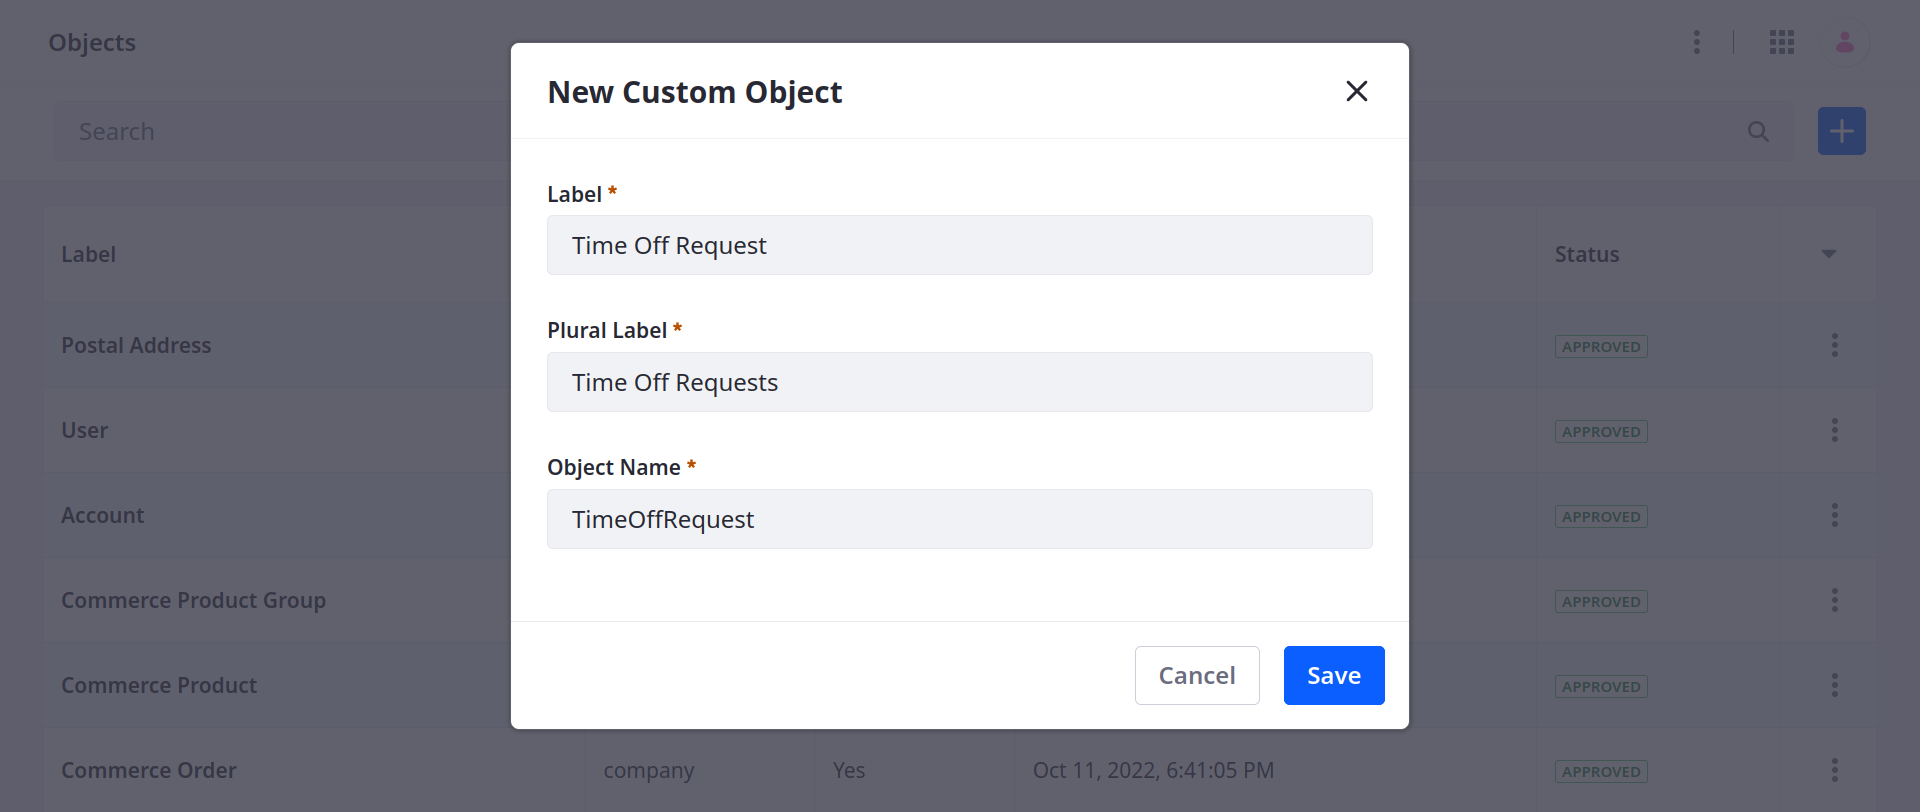 Objects
New Custom Object
Search
Label *
Time Off Request
Label
Status
Plural Label *
Postal Address
APPROVED
Time Off Requests
User
APPROVED
Object Name *
Account
TimeOffRequest
APPROVED
Commerce Product Group
APPROVED
Cancel
Save
Commerce Product
APPROVED
Commerce Order
company
Yes
Oct 11, 2022, 6:41:05 PM
APPROVED